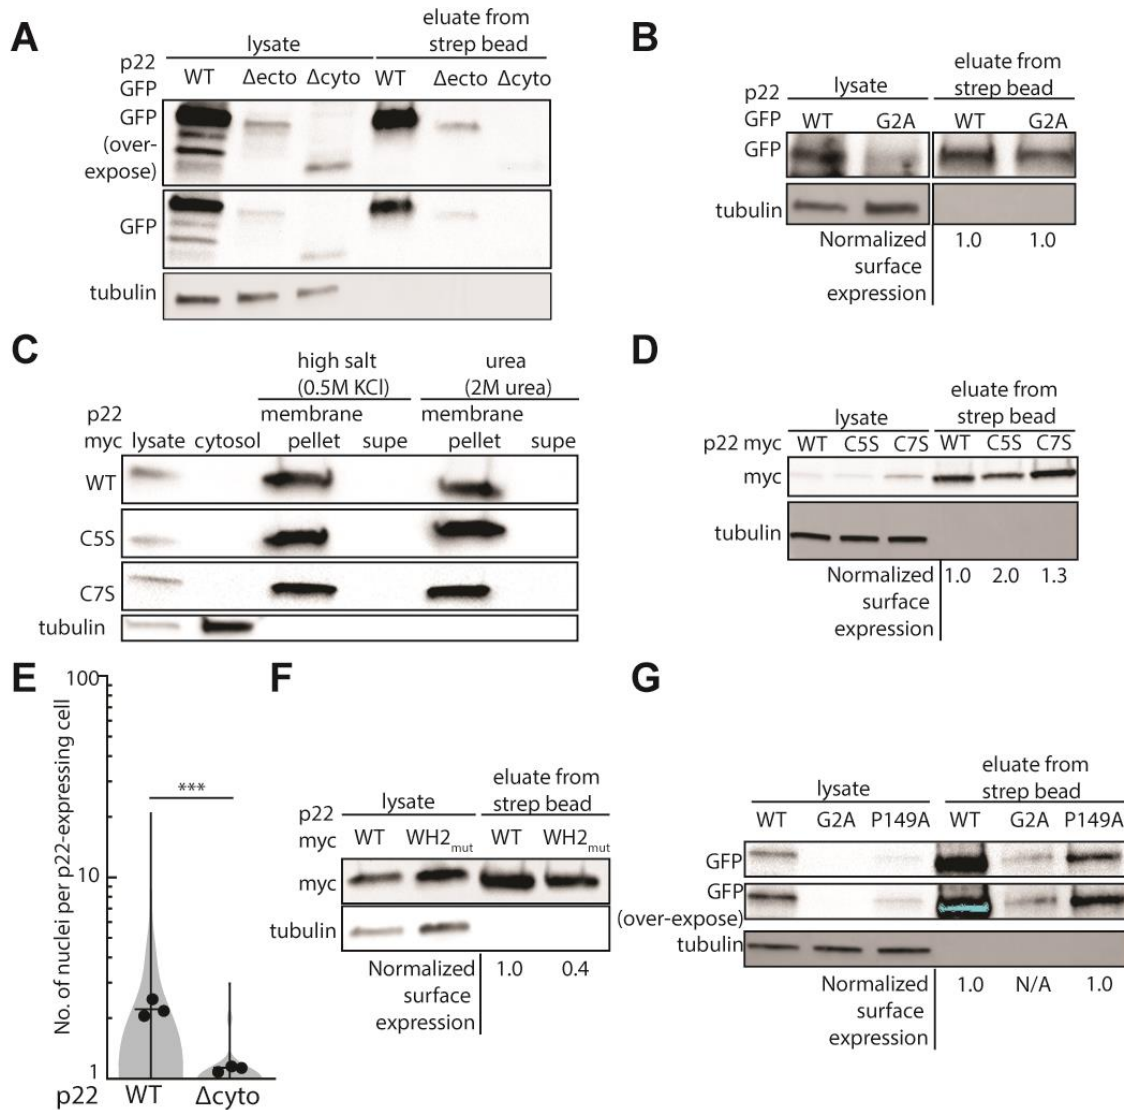 A
eluate from
strep bead
lysate
p22
GFP
WT Δecto Δcyto WT Δecto Δcyto
GFP
(over-
expose)
GFP
tubulin
B
eluate from
strep bead
lysate
p22
GFP WT G2A WT G2A
GFP
tubulin
Normalized
surface
expression
1.0 1.0
C
high salt
(0.5M KCl)
urea
(2M urea)
p22
myc lysate cytosol
membrane
pellet supe
membrane
pellet supe
WT
C5S
C7S
tubulin
D
eluate from
strep bead
lysate
p22 myc WT C5S C7S WT C5S C7S
myc
tubulin
Normalized
surface
expression
1.0 2.0 1.3
E
No. of nuclei per p22-expressing cell
100
10
1
***
p22 WT Δcyto
F
eluate from
strep bead
lysate
p22
myc WT WH2mut WT WH2mut
myc
tubulin
Normalized
surface
expression
1.0 0.4
G
eluate from
strep bead
lysate
WT G2A P149A WT G2A P149A
GFP
GFP
(over-expose)
tubulin
Normalized
surface
expression
1.0 N/A 1.0